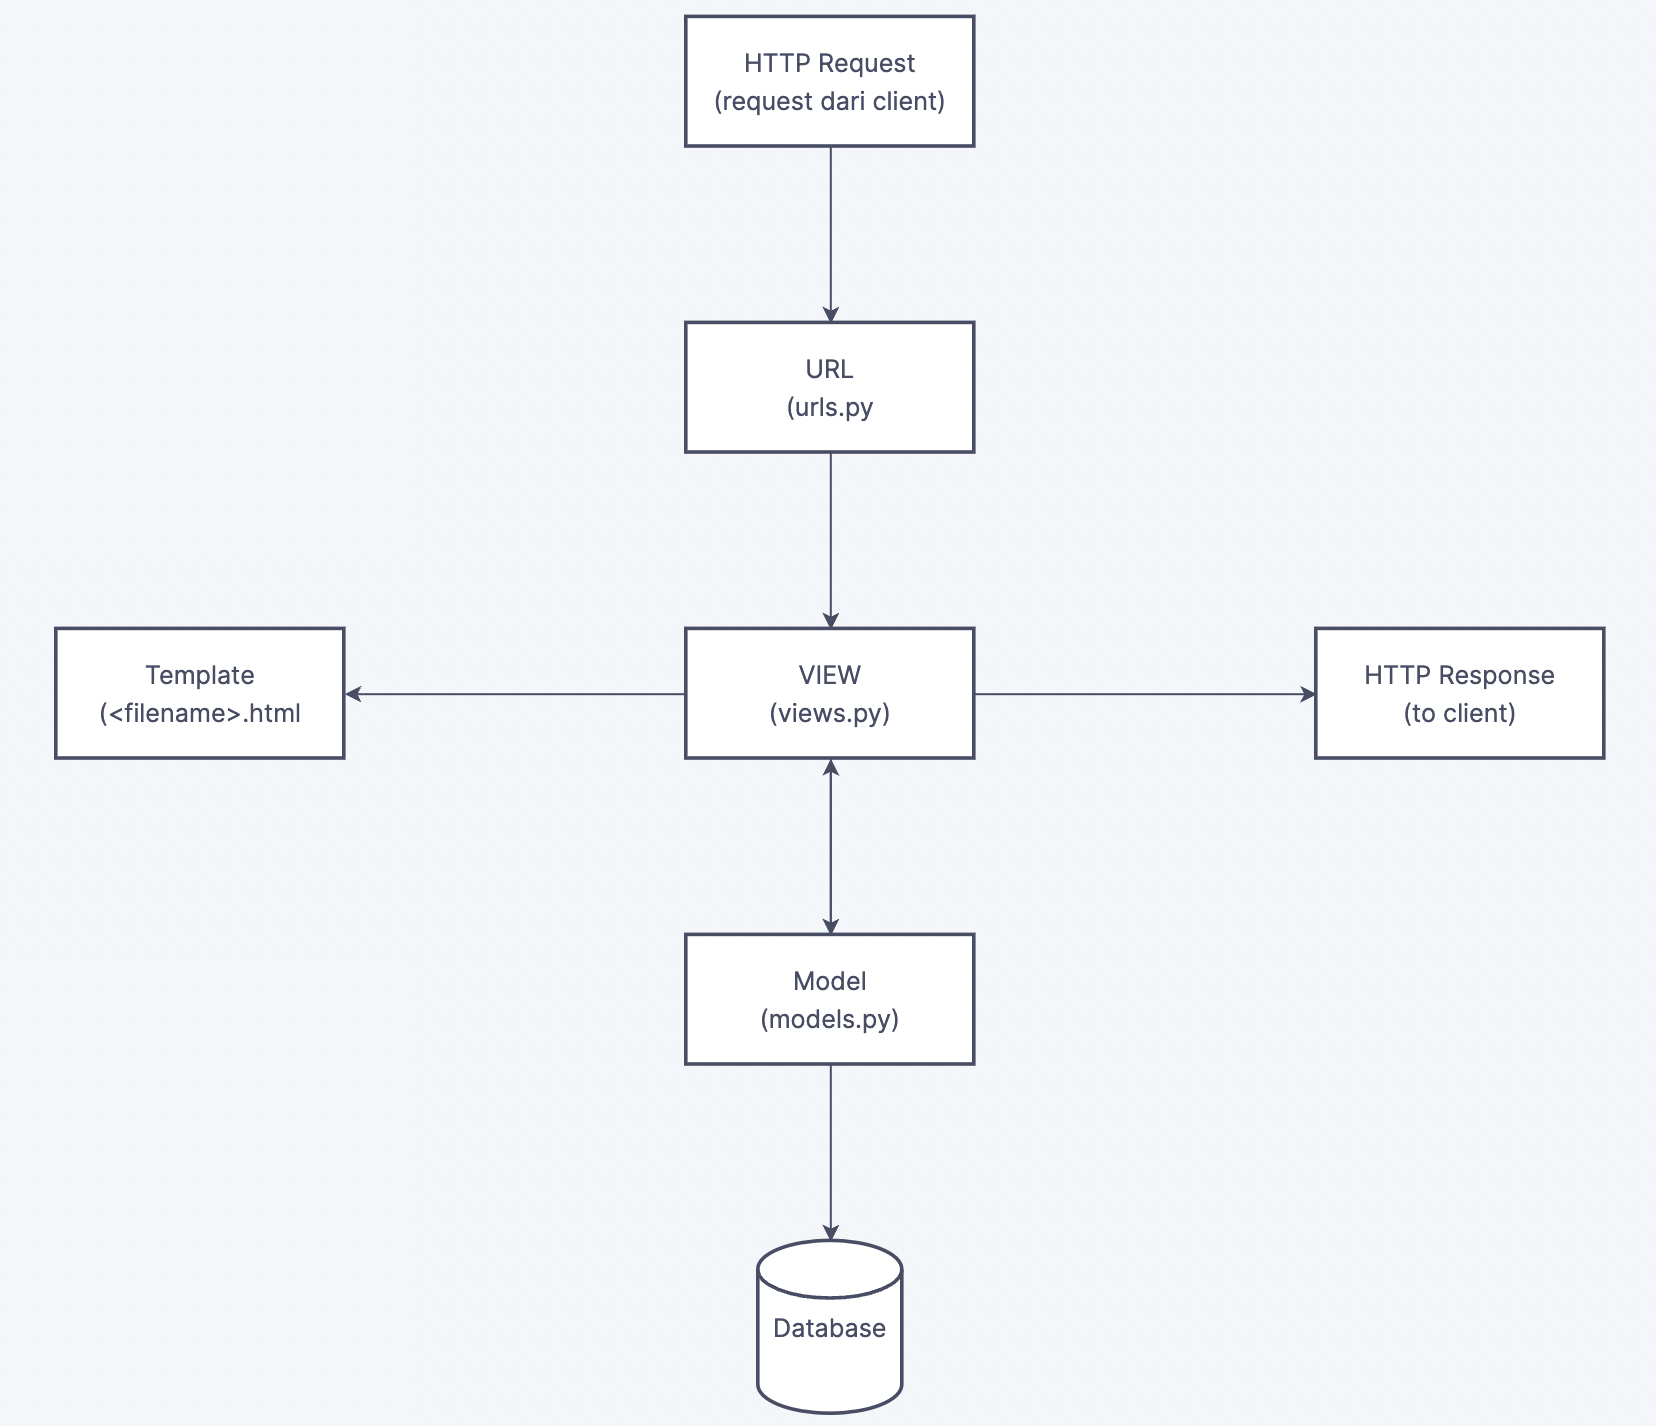 HTTP Request
(request dari client)
URL
(urls.py
Template
(<filename>.html
VIEW
(views.py)
HTTP Response
(to client)
Model
(models.py)
Database